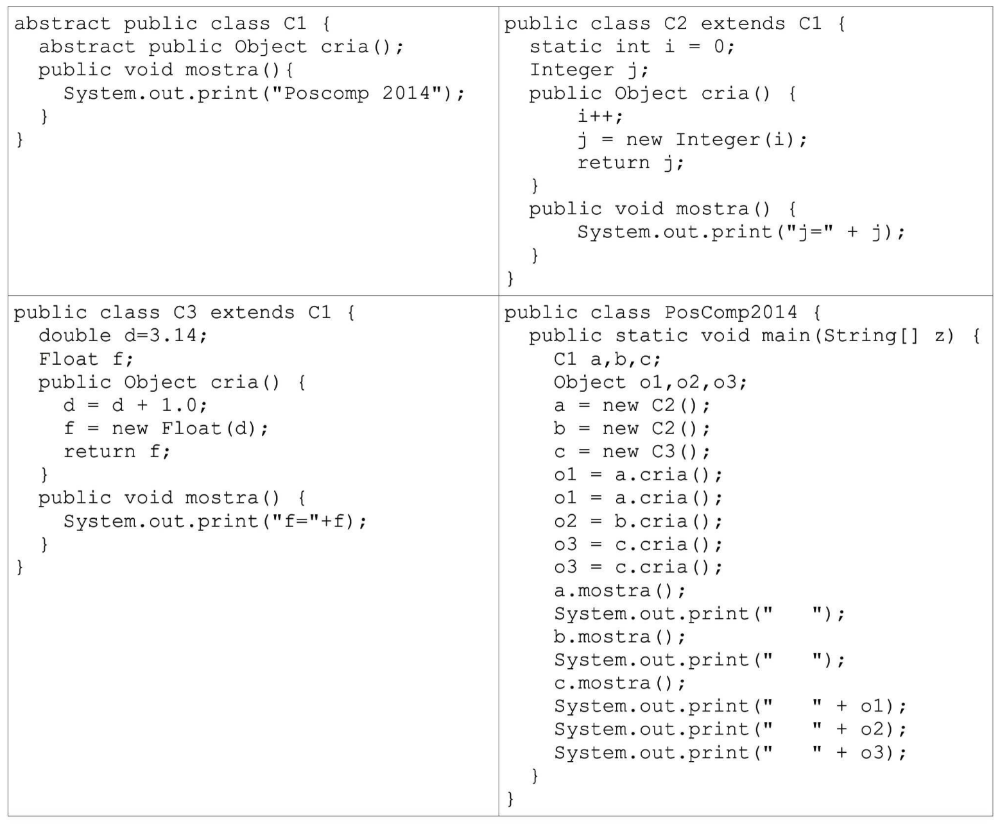 abstract public class C1 {
  abstract public Object cria();
  public void mostra(){
    System.out.print("Poscomp 2014");
  }
}
public class C2 extends C1 {
  static int i = 0;
  Integer j;
  public Object cria() {
      i++;
      j = new Integer(i);
      return j;
  }
  public void mostra() {
      System.out.print("j=" + j);
  }
}
public class C3 extends C1 {
  double d=3.14;
  Float f;
  public Object cria() {
    d = d + 1.0;
    f = new Float(d);
    return f;
  }
  public void mostra() {
    System.out.print("f="+f);
  }
}
public class PosComp2014 {
  public static void main(String[] z) {
    C1 a,b,c;
    Object o1,o2,o3;
    a = new C2();
    b = new C2();
    c = new C3();
    o1 = a.cria();
    o1 = a.cria();
    o2 = b.cria();
    o3 = c.cria();
    o3 = c.cria();
    a.mostra();
    System.out.print("   ");
    b.mostra();
    System.out.print("   ");
    c.mostra();
    System.out.print("   " + o1);
    System.out.print("   " + o2);
    System.out.print("   " + o3);
  }
}